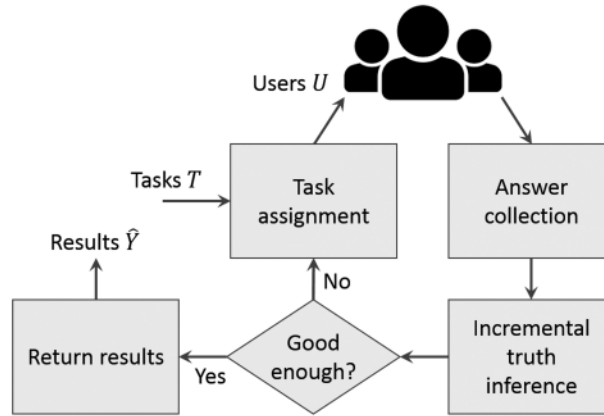 Users U
Tasks T
Task
assignment
Answer
collection
Results Ŷ
No
Return results
Yes
Good
enough?
Incremental
truth
inference